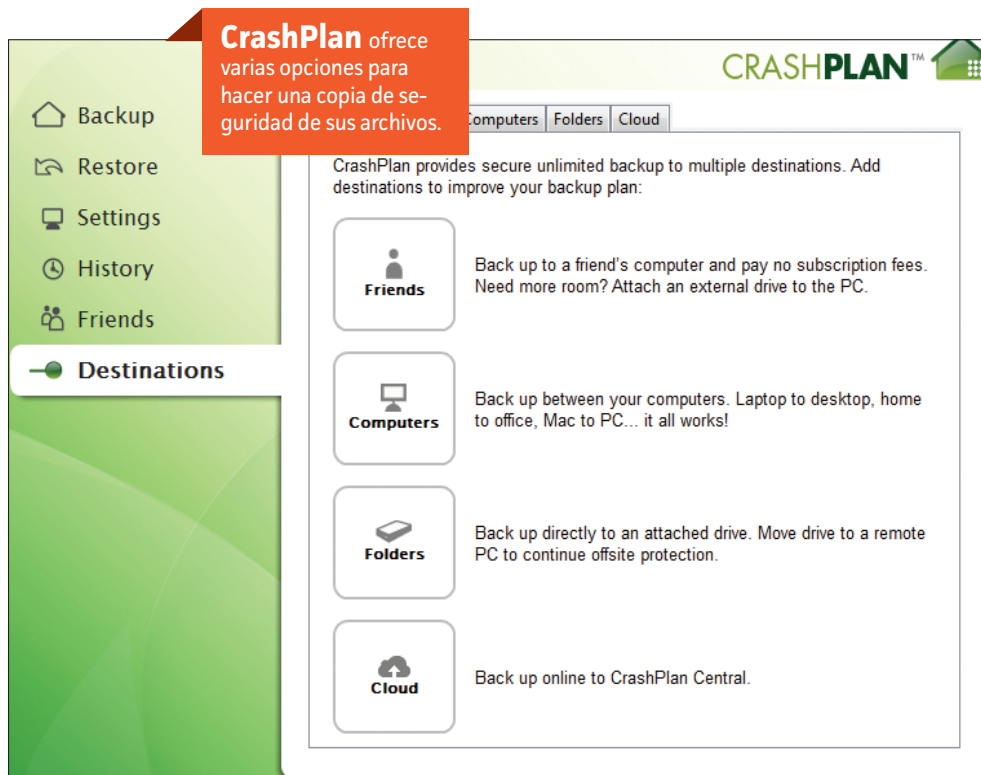 CrashPlan ofrece
varias opciones para
hacer una copia de se-
guridad de sus archivos.
CRASHPLAN™
Backup
Restore
Settings
History
Friends
Destinations
Computers Folders Cloud
CrashPlan provides secure unlimited backup to multiple destinations. Add
destinations to improve your backup plan:
Friends
Back up to a friend's computer and pay no subscription fees.
Need more room? Attach an external drive to the PC.
Computers
Back up between your computers. Laptop to desktop, home
to office, Mac to PC... it all works!
Folders
Back up directly to an attached drive. Move drive to a remote
PC to continue offsite protection.
Cloud
Back up online to CrashPlan Central.